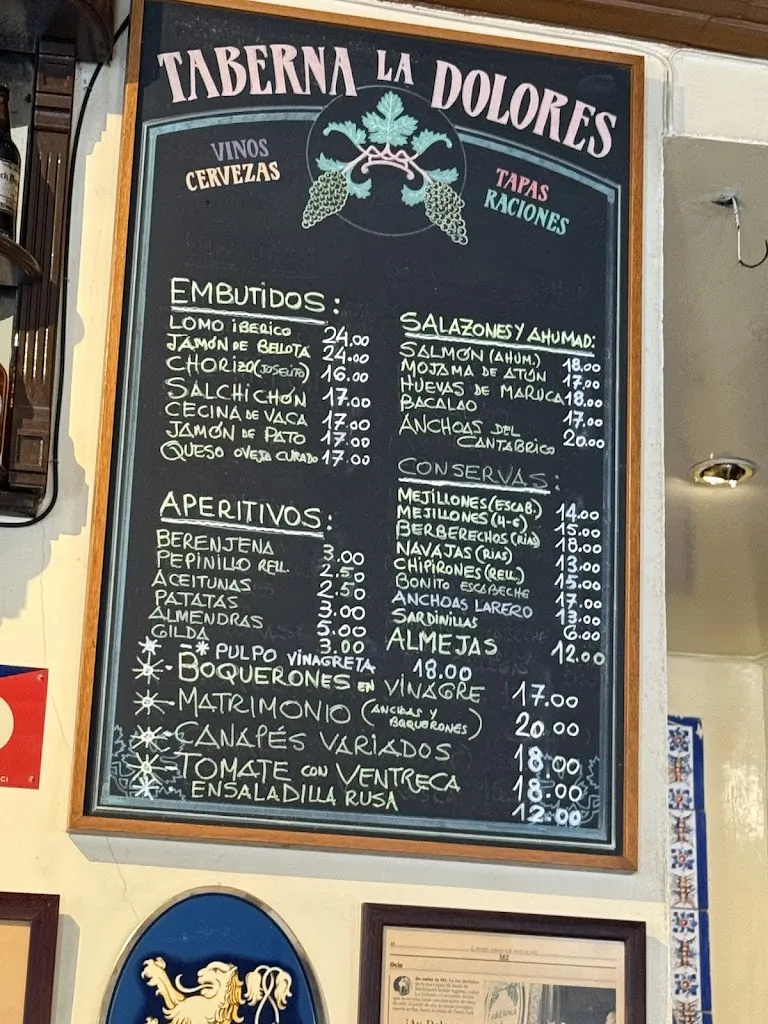 TABERNA LA DOLORES
VINOS
CERVEZAS
TAPAS
RACIONES
EMBUTIDOS:
LOMO IBERICO 24.00
JAMÓN DE BELLOTA 24.00
CHORIZO (JOSELITO) 16.00
SALCHICHÓN 17.00
CECINA DE VACA 17.00
JAMÓN DE PATO 17.00
QUESO OVEJA CURADO 17.00
APERITIVOS:
BERENJENA 3.00
PEPINILLO RELL. 2.50
ACEITUNAS 2.50
PATATAS 3.00
ALMENDRAS 5.00
GILDA 3.00
SALAZONES Y AHUMAD:
SALMÓN (AHUM.) 18.00
MOJAMA DE ATÚN 17.00
HUEVAS DE MARUCA 18.00
BACALAO 17.00
ANCHOAS DEL
CANTABRICO 20.00
CONSERVAS:
MEJILLONES (ESCAB.) 14.00
MEJILLONES (4-6) 15.00
BERBERECHOS (RIAS) 18.00
NAVAJAS (RIAS) 13.00
CHIPIRONES (RELL.) 15.00
BONITO ESCABECHE 17.00
ANCHOAS LARERO 13.00
SARDINILLAS 6.00
ALMEJAS 12.00
* -* PULPO VINAGRETA 18.00
* - BOQUERONES EN VINAGRE 17.00
* - MATRIMONIO (ANCHOAS Y
BOQUERONES) 20.00
* - CANAPÉS VARIADOS 18.00
* - TOMATE CON VENTRECA 18.00
* ENSALADILLA RUSA 12.00
Ocio